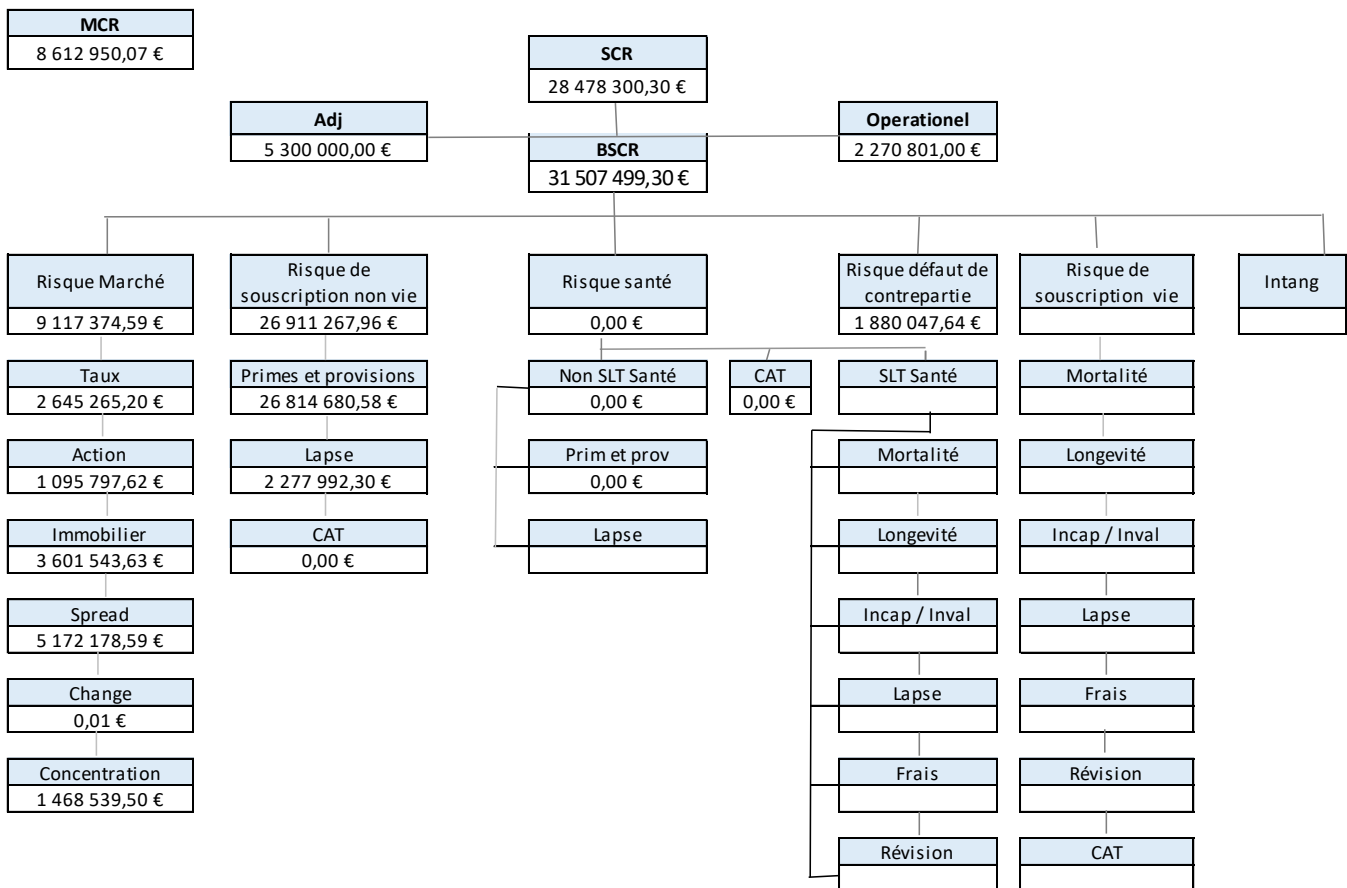 MCR
8 612 950,07 €
SCR
28 478 300,30 €
Adj
5 300 000,00 €
Operationel
2 270 801,00 €
BSCR
31 507 499,30 €
Risque Marché
9 117 374,59 €
Risque de
souscription non vie
26 911 267,96 €
Risque santé
0,00 €
Risque défaut de
contrepartie
1 880 047,64 €
Risque de
souscription vie
Intang
Taux
2 645 265,20 €
Primes et provisions
26 814 680,58 €
Non SLT Santé
0,00 €
CAT
0,00 €
SLT Santé
Mortalité
Action
1 095 797,62 €
Lapse
2 277 992,30 €
Prim et prov
0,00 €
Mortalité
Longevité
Immobilier
3 601 543,63 €
CAT
0,00 €
Lapse
Longevité
Incap / Inval
Spread
5 172 178,59 €
Incap / Inval
Lapse
Change
0,01 €
Lapse
Frais
Concentration
1 468 539,50 €
Frais
Révision
Révision
CAT